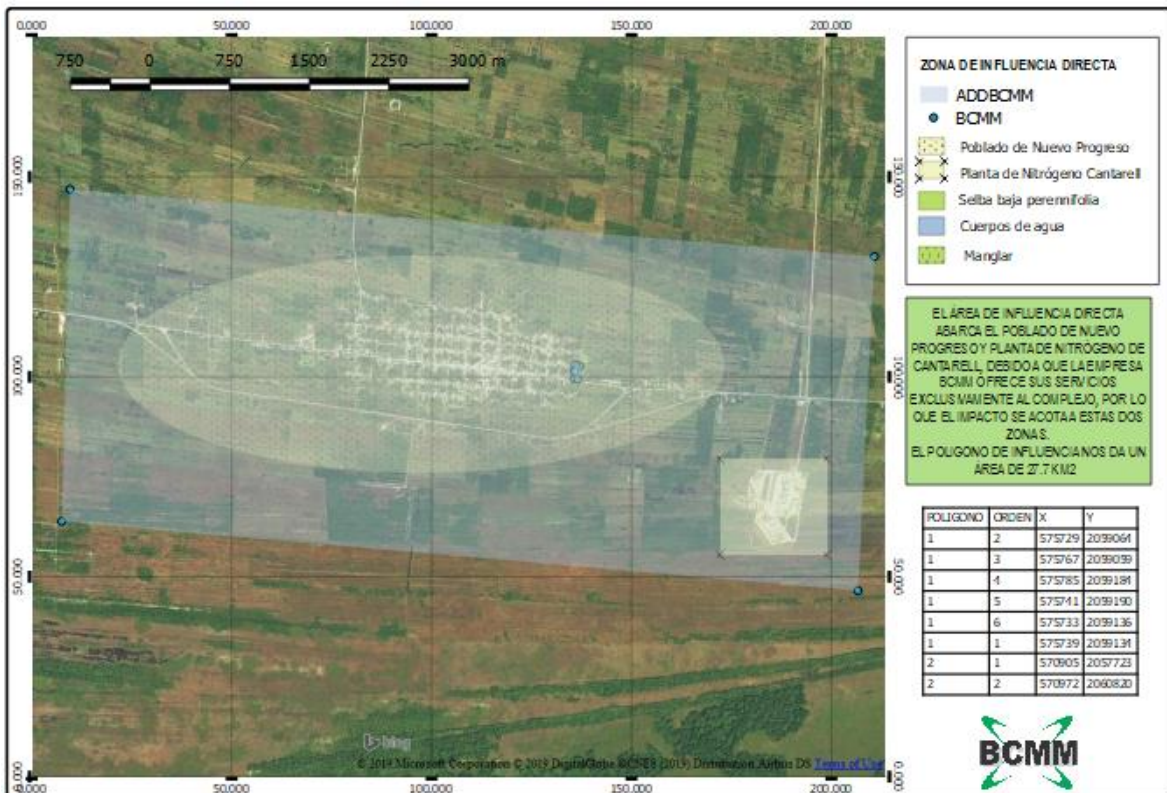 0.000 50.000 100.000 150.000 200.000
750 0 750 1500 2250 3000 m
150.000 150.000
100.000 100.000
50.000 50.000
0.000 0.000
bing
© 2019 Microsoft Corporation © 2019 DigitalGlobe ©CNES (2019) Distribution Airbus DS Terms of Use
0.000 50.000 100.000 150.000 200.000
ZONA DE INFLUENCIA DIRECTA
ADDBCMM
BCMM
Poblado de Nuevo Progreso
Planta de Nitrógeno Cantarell
Selba baja perennifolia
Cuerpos de agua
Manglar
EL ÁREA DE INFLUENCIA DIRECTA
ABARCA EL POBLADO DE NUEVO
PROGRESO Y PLANTA DE NITRÓGENO DE
CANTARELL, DEBIDO A QUE LA EMPRESA
BCMM OFRECE SUS SERVICIOS
EXCLUSMAMENTE AL COMPLEJO, POR LO
QUE EL IMPACTO SE ACOTA A ESTAS DOS
ZONAS.
EL POLIGONO DE INFLUENCIA NOS DA UN
ÁREA DE 27.7 KM2
POLIGONO ORDEN X Y
1 2 575729 2059064
1 3 575767 2059059
1 4 575785 2059184
1 5 575741 2059190
1 6 575733 2059136
1 1 575739 2059134
2 1 570905 2057723
2 2 570972 2060820
BCMM